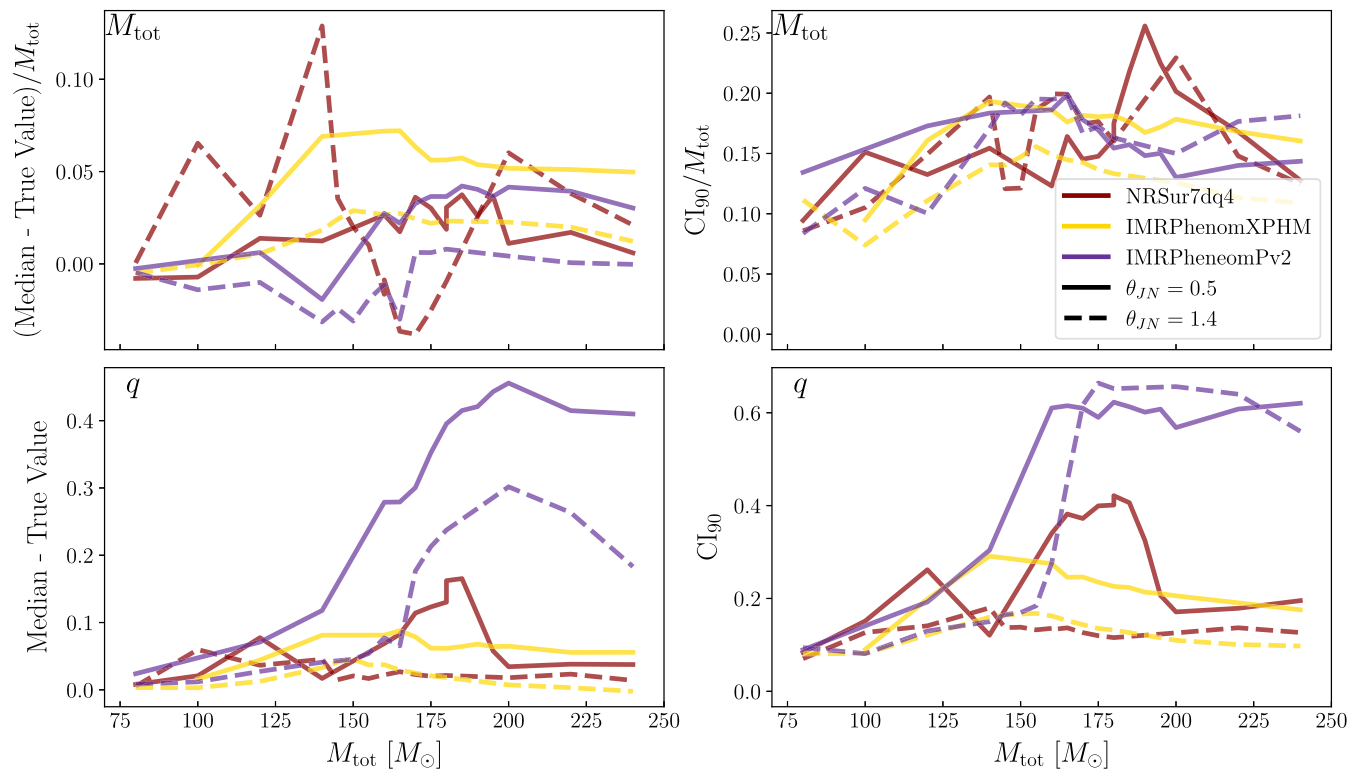 M_tot
(Median - True Value)/M_tot
0.10
0.05
0.00
M_tot
CI_90/M_tot
0.25
0.20
0.15
0.10
0.05
0.00
NRSur7dq4
IMRPhenomXPHM
IMRPheneomPv2
θ_JN = 0.5
θ_JN = 1.4
q
Median - True Value
0.4
0.3
0.2
0.1
0.0
75 100 125 150 175 200 225 250
M_tot [M_⊙]
q
CI_90
0.6
0.4
0.2
0.0
75 100 125 150 175 200 225 250
M_tot [M_⊙]